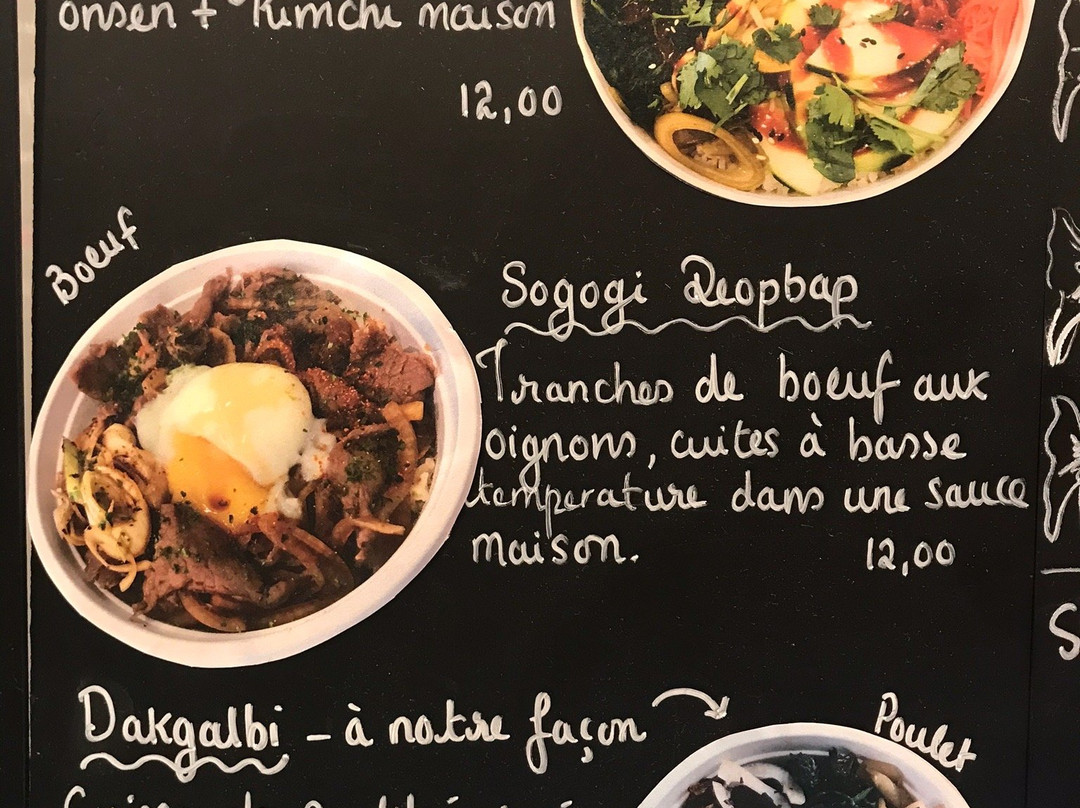 onsen + Kimchi maison
12,00
Boeuf
Sogogi Deopbap
Tranches de boeuf aux
oignons, cuites à basse
temperature dans une sauce
maison.
12,00
Dakgalbi - à notre façon
Poulet